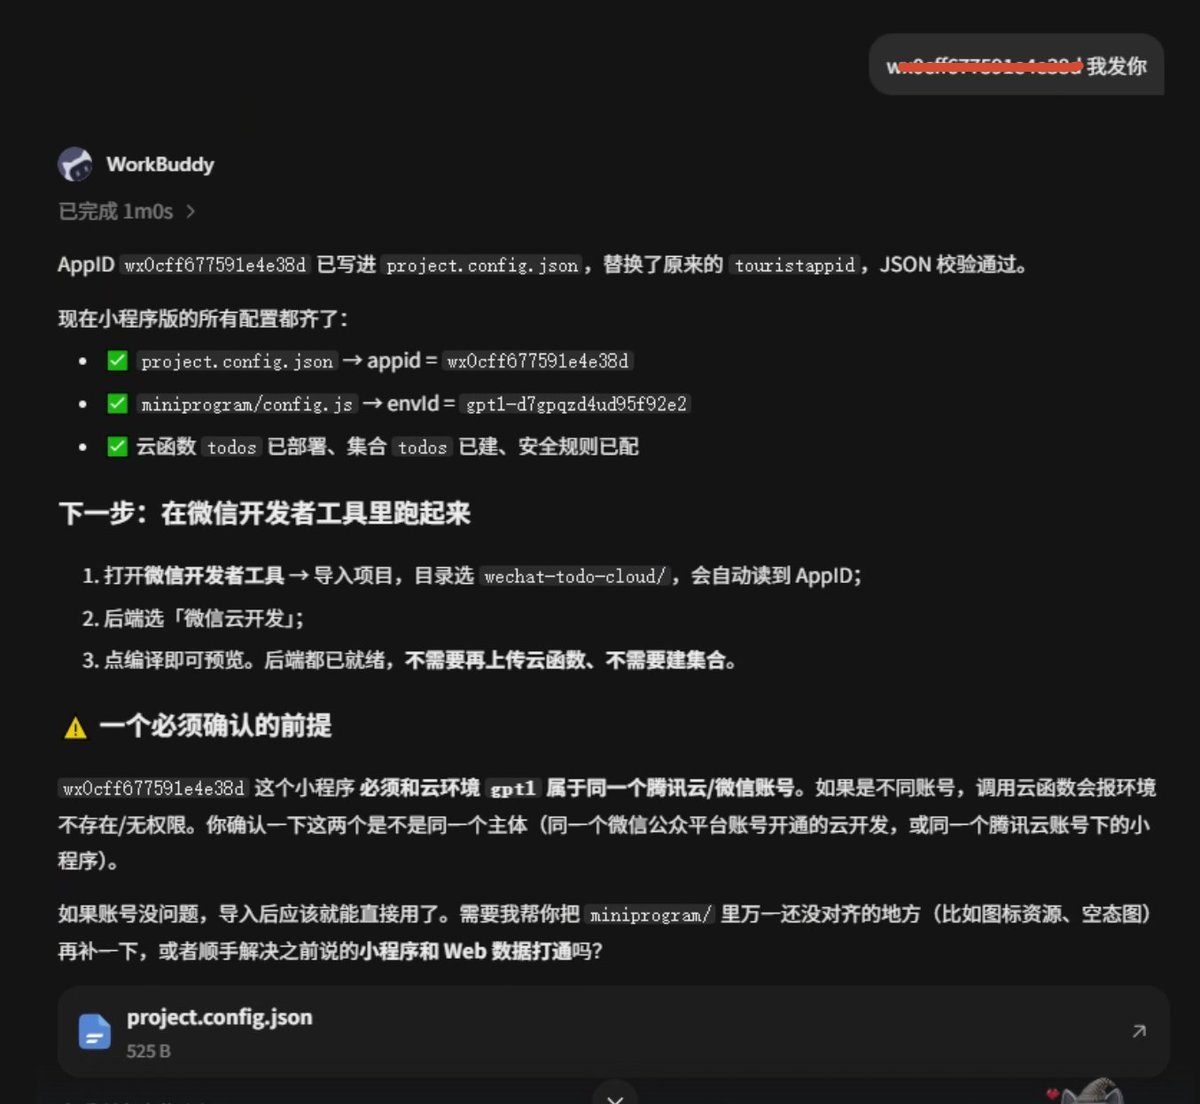 我发你
WorkBuddy
已完成 1m0s >
AppID wx0cff677591e4e38d 已写进 project.config.json，替换了原来的 touristappid，JSON 校验通过。
现在小程序版的所有配置都齐了：
• ✅ project.config.json → appid = wx0cff677591e4e38d
• ✅ miniprogram/config.js → envId = gpt1-d7gpqzd4ud95f92e2
• ✅ 云函数 todos 已部署、集合 todos 已建、安全规则已配
下一步：在微信开发者工具里跑起来
1. 打开微信开发者工具 → 导入项目，目录选 wechat-todo-cloud/，会自动读到 AppID；
2. 后端选「微信云开发」；
3. 点编译即可预览。后端都已就绪，不需要再上传云函数、不需要建集合。
⚠️ 一个必须确认的前提
wx0cff677591e4e38d 这个小程序 必须和云环境 gpt1 属于同一个腾讯云/微信账号。如果是不同账号，调用云函数会报环境
不存在/无权限。你确认一下这两个是不是同一个主体（同一个微信公众平台账号开通的云开发，或同一个腾讯云账号下的小
程序）。
如果账号没问题，导入后应该就能直接用了。需要我帮你把 miniprogram/ 里万一还没对齐的地方（比如图标资源、空态图）
再补一下，或者顺手解决之前说的小程序和 Web 数据打通吗？
project.config.json
525 B